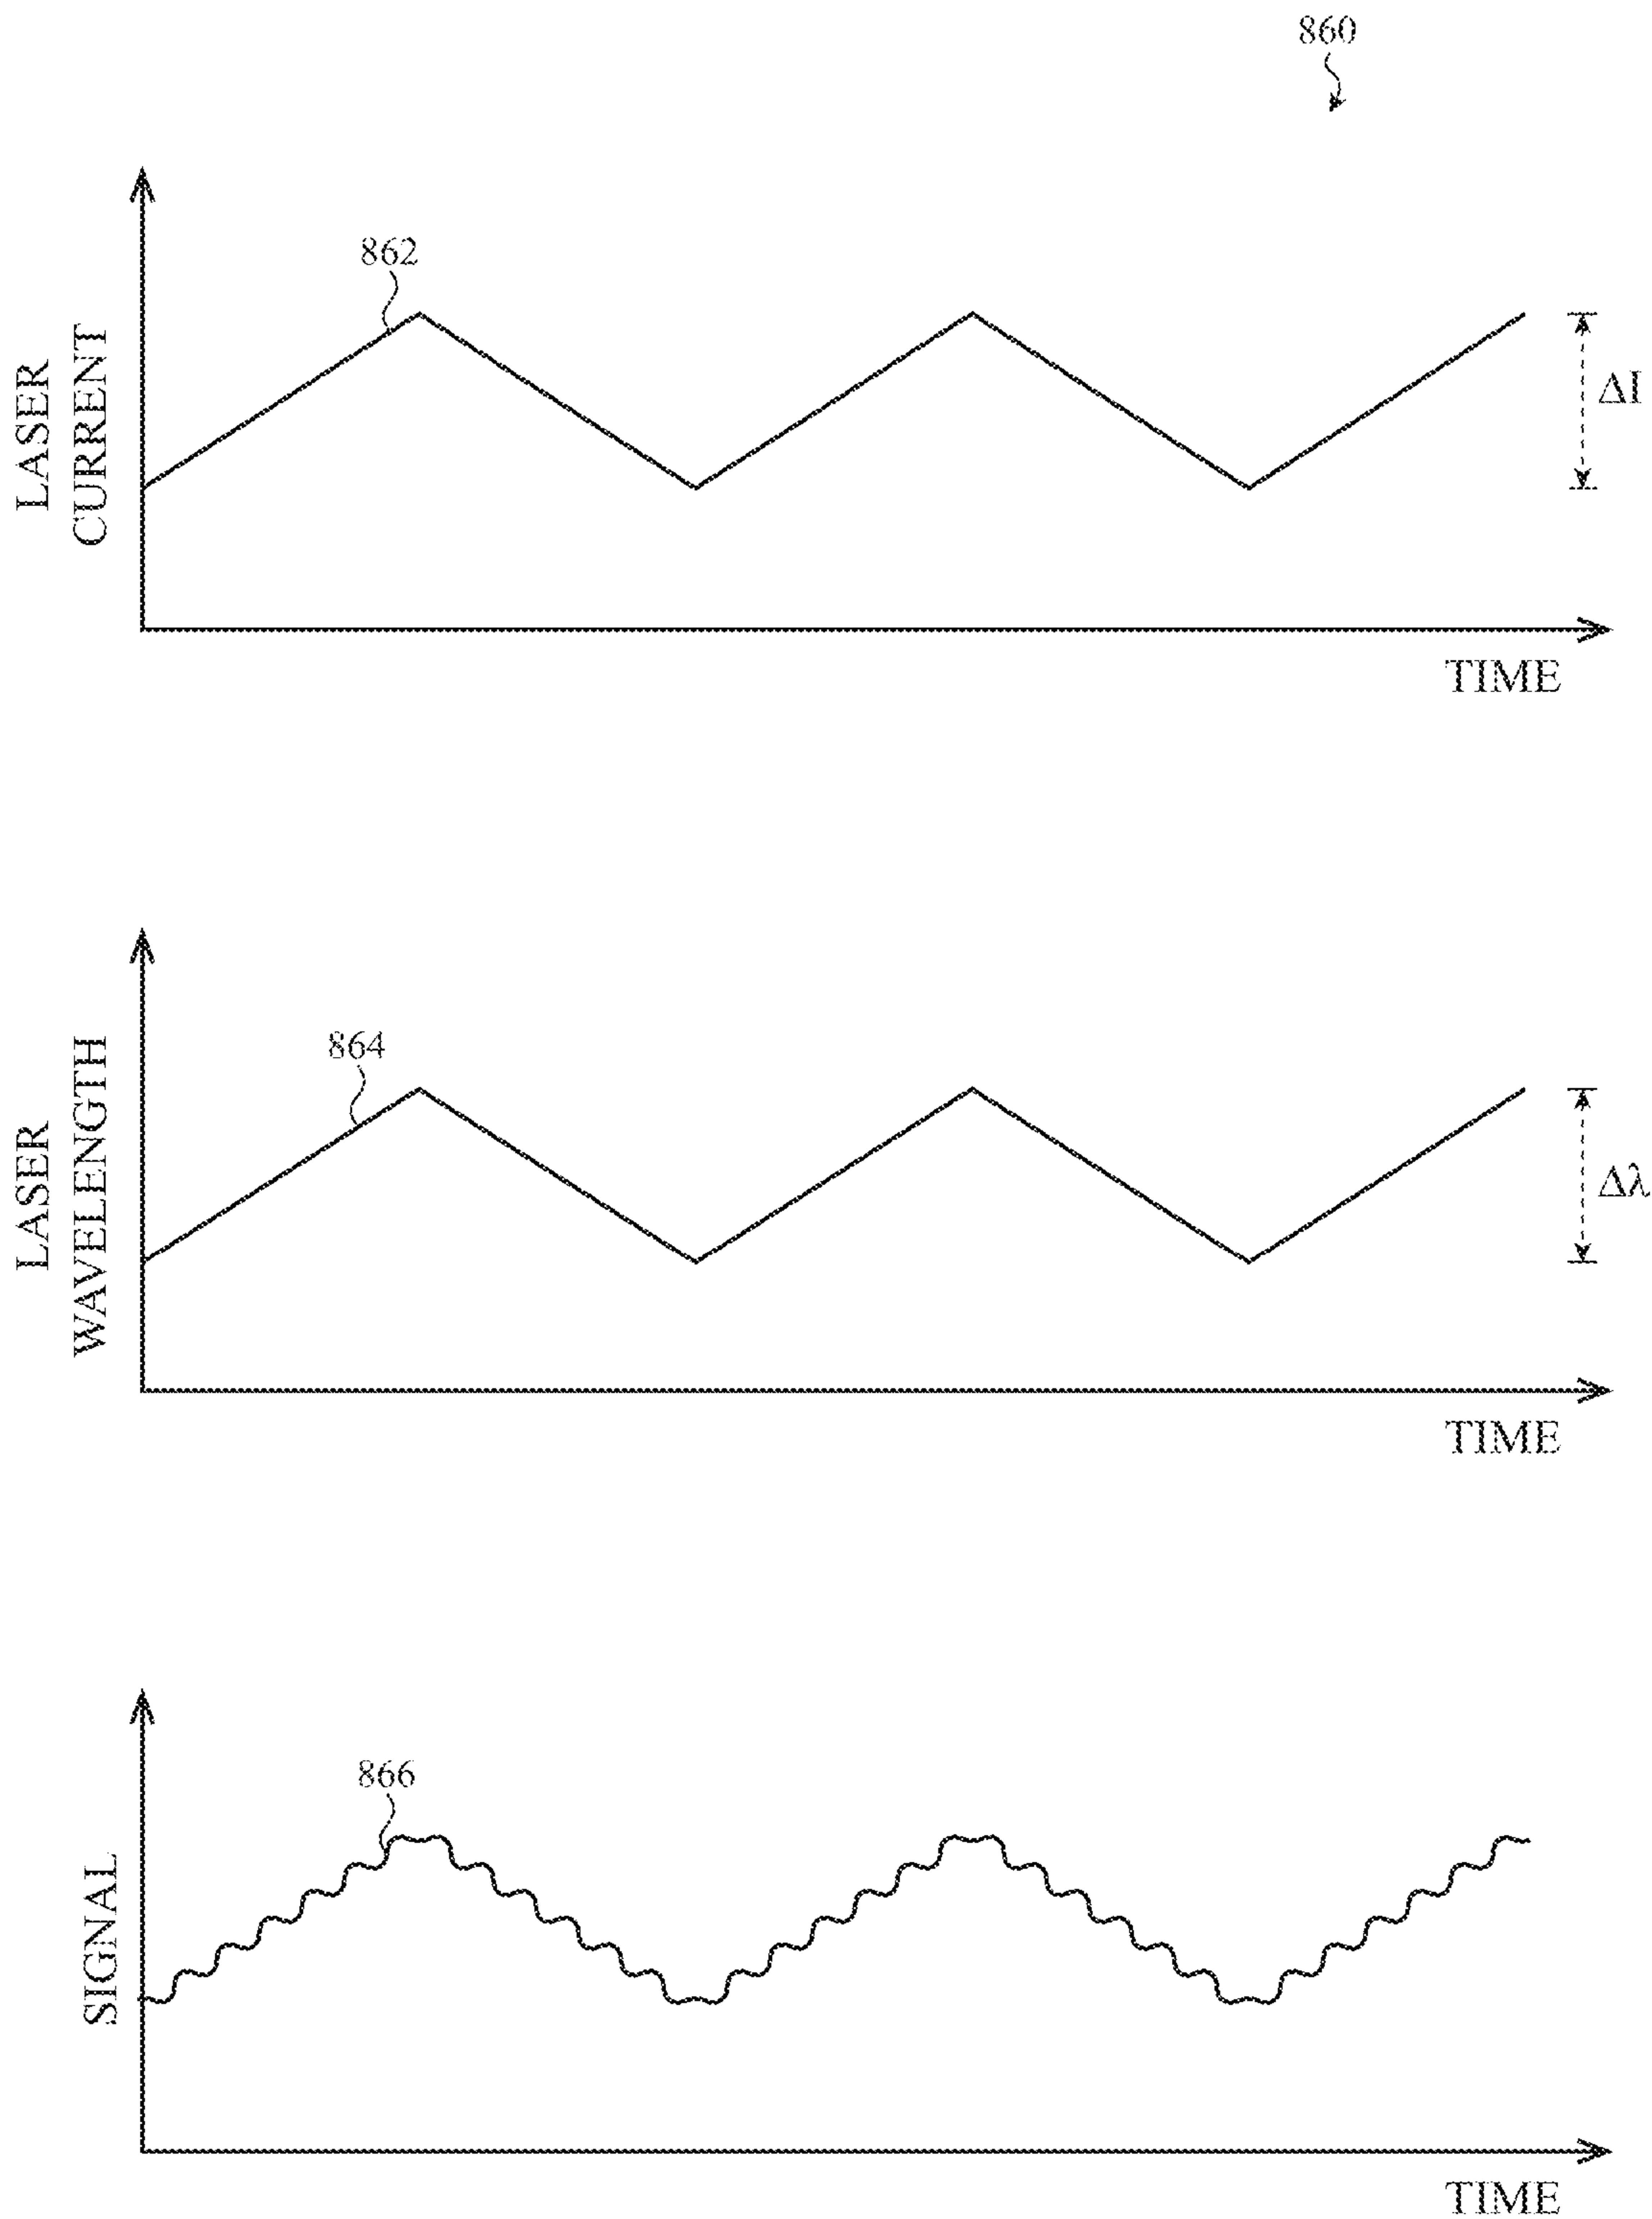 860
862
LASER
CURRENT
ΔI
TIME
864
LASER
WAVELENGTH
Δλ
TIME
866
SIGNAL
TIME